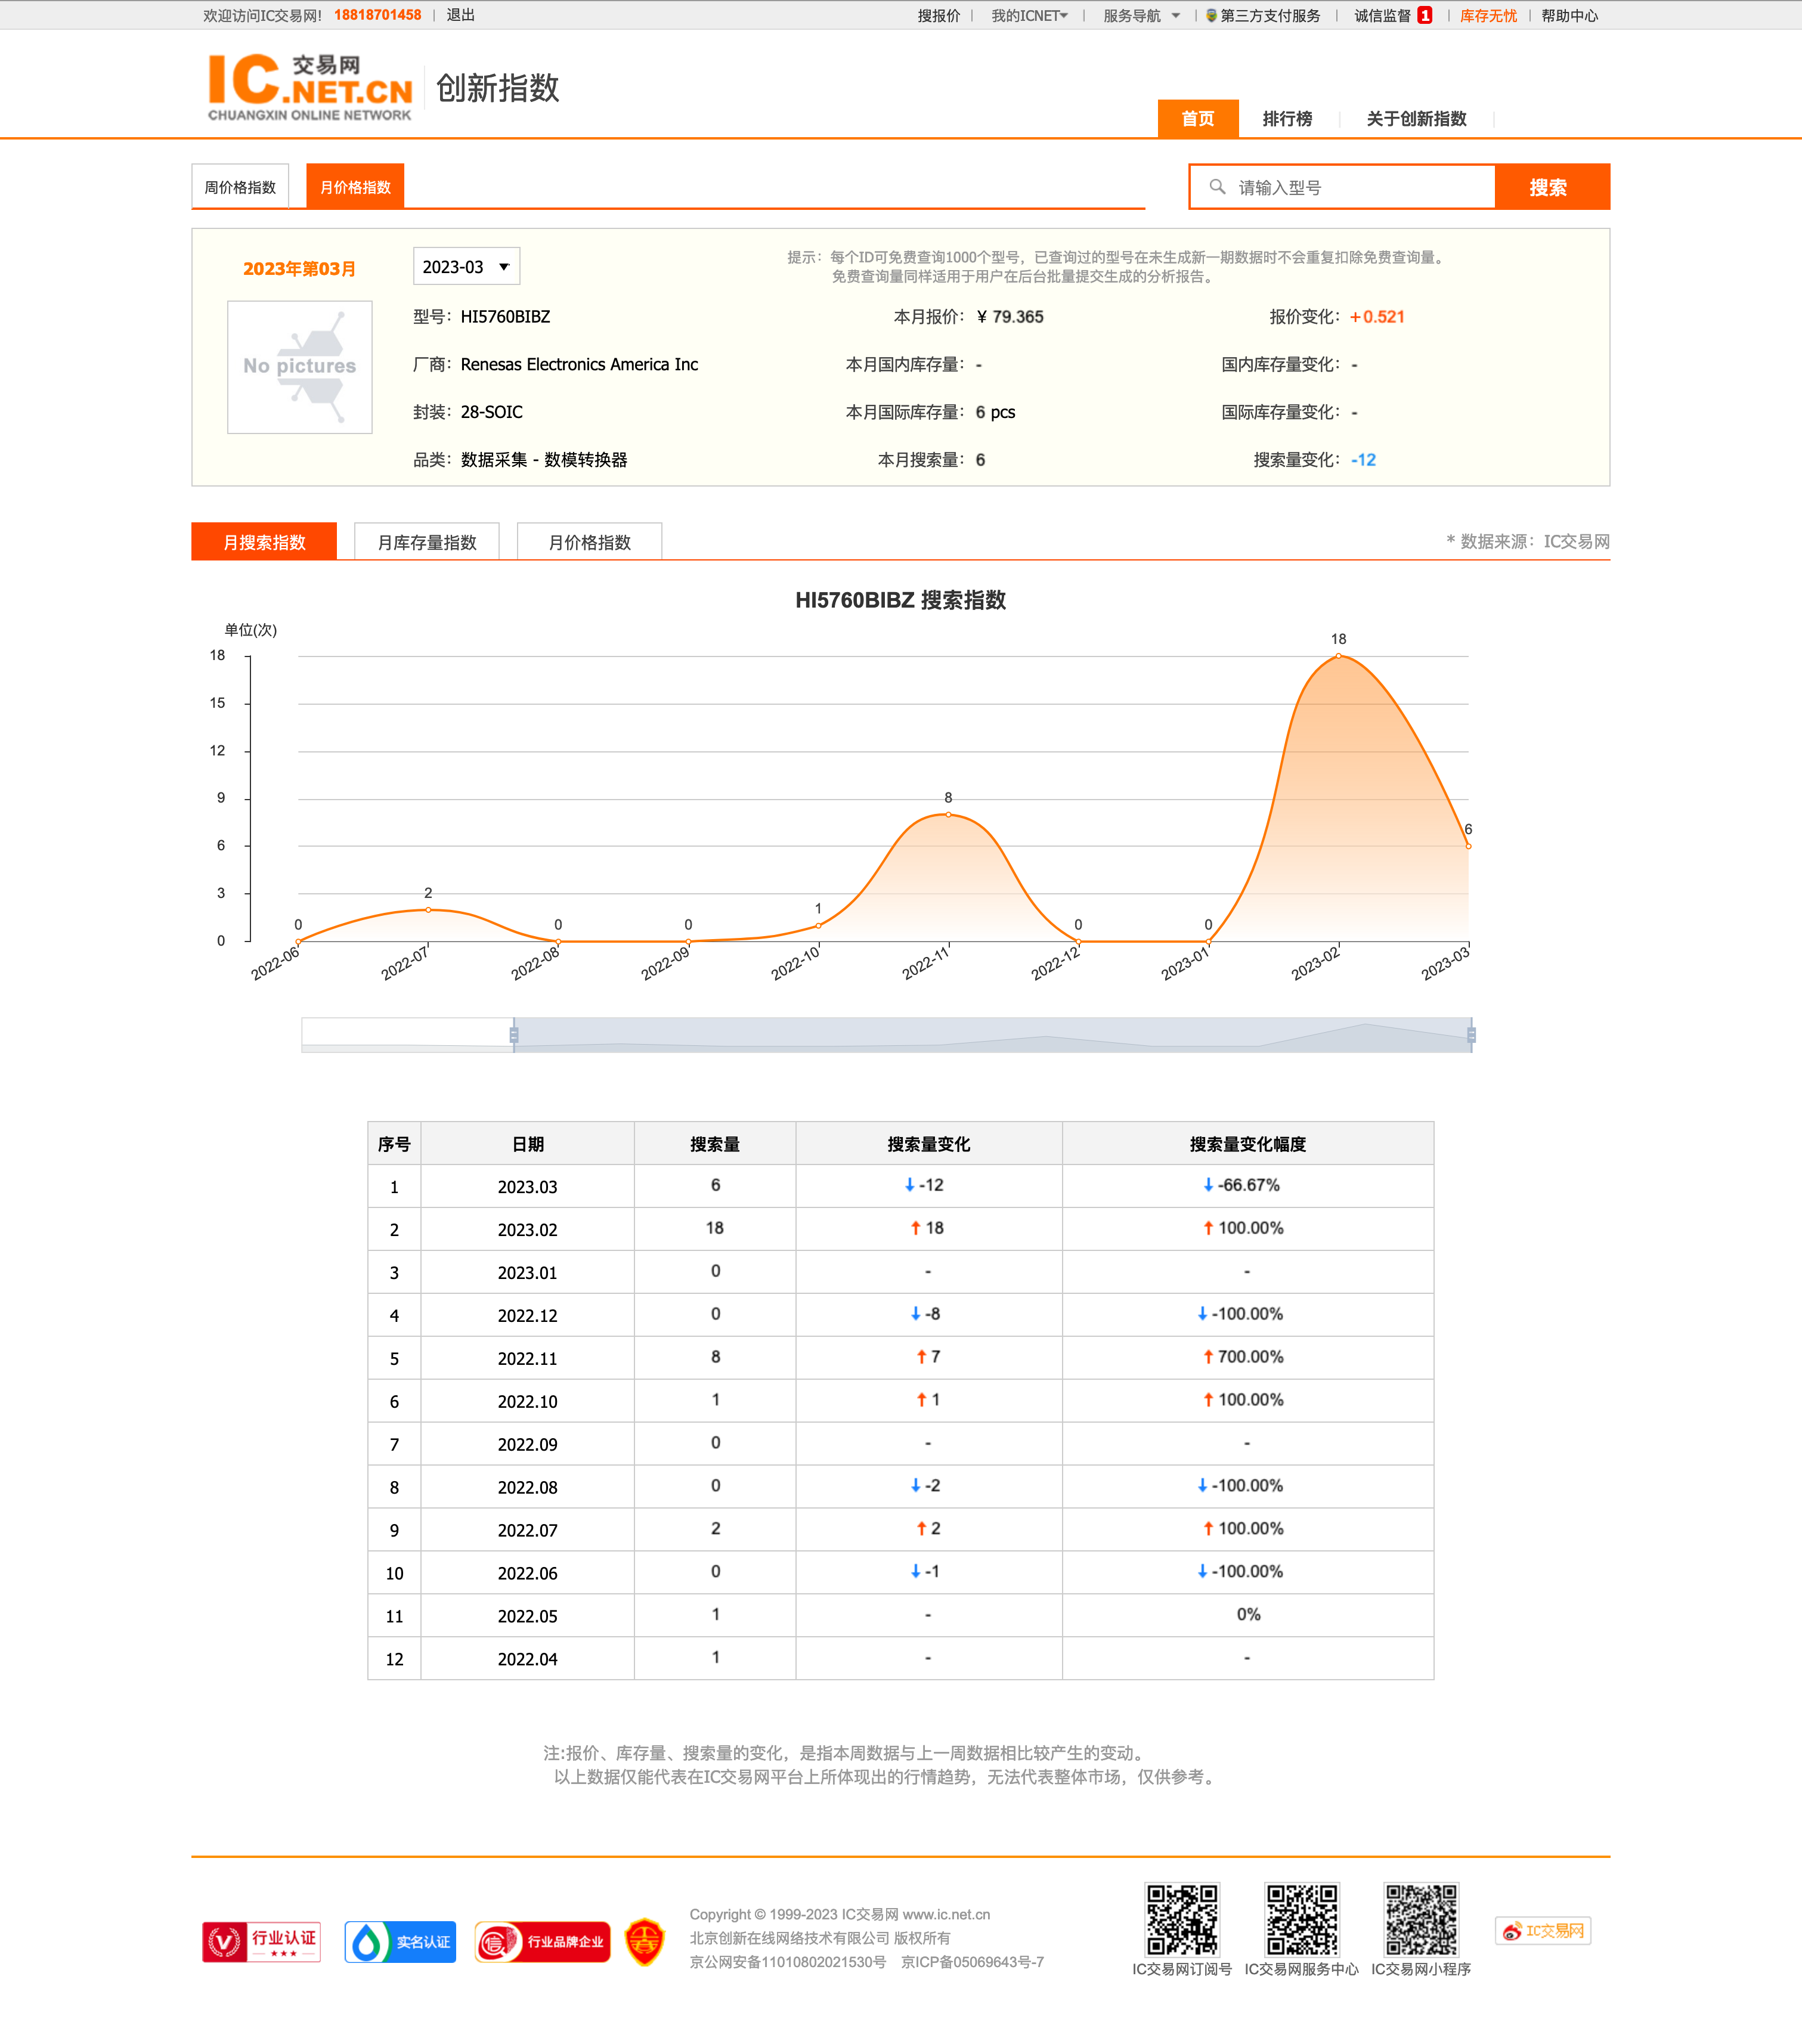 欢迎访问IC交易网! 18818701458 | 退出
搜报价 | 我的ICNET | 服务导航 | 第三方支付服务 | 诚信监督 1 | 库存无忧 | 帮助中心
IC交易网
.NET.CN
CHUANGXIN ONLINE NETWORK
创新指数
首页 排行榜 关于创新指数
周价格指数 月价格指数
请输入型号 搜索
2023年第03月
2023-03 ▼
提示：每个ID可免费查询1000个型号，已查询过的型号在未生成新一期数据时不会重复扣除免费查询量。
免费查询量同样适用于用户在后台批量提交生成的分析报告。
No pictures
型号：HI5760BIBZ 本月报价：¥ 79.365 报价变化：+0.521
厂商：Renesas Electronics America Inc 本月国内库存量：- 国内库存量变化：-
封装：28-SOIC 本月国际库存量：6 pcs 国际库存量变化：-
品类：数据采集 - 数模转换器 本月搜索量：6 搜索量变化：-12
月搜索指数 月库存量指数 月价格指数
* 数据来源：IC交易网
HI5760BIBZ 搜索指数
单位(次)
18
15
12
9
6
3
0
0 2 0 0 1 8 0 0 18 6
2022-06 2022-07 2022-08 2022-09 2022-10 2022-11 2022-12 2023-01 2023-02 2023-03
序号 日期 搜索量 搜索量变化 搜索量变化幅度
1 2023.03 6 ↓ -12 ↓ -66.67%
2 2023.02 18 ↑ 18 ↑ 100.00%
3 2023.01 0 - -
4 2022.12 0 ↓ -8 ↓ -100.00%
5 2022.11 8 ↑ 7 ↑ 700.00%
6 2022.10 1 ↑ 1 ↑ 100.00%
7 2022.09 0 - -
8 2022.08 0 ↓ -2 ↓ -100.00%
9 2022.07 2 ↑ 2 ↑ 100.00%
10 2022.06 0 ↓ -1 ↓ -100.00%
11 2022.05 1 - 0%
12 2022.04 1 - -
注:报价、库存量、搜索量的变化，是指本周数据与上一周数据相比较产生的变动。
以上数据仅能代表在IC交易网平台上所体现出的行情趋势，无法代表整体市场，仅供参考。
行业认证
实名认证
信 行业品牌企业
Copyright © 1999-2023 IC交易网 www.ic.net.cn
北京创新在线网络技术有限公司 版权所有
京公网安备11010802021530号 京ICP备05069643号-7
IC交易网订阅号 IC交易网服务中心 IC交易网小程序
IC交易网